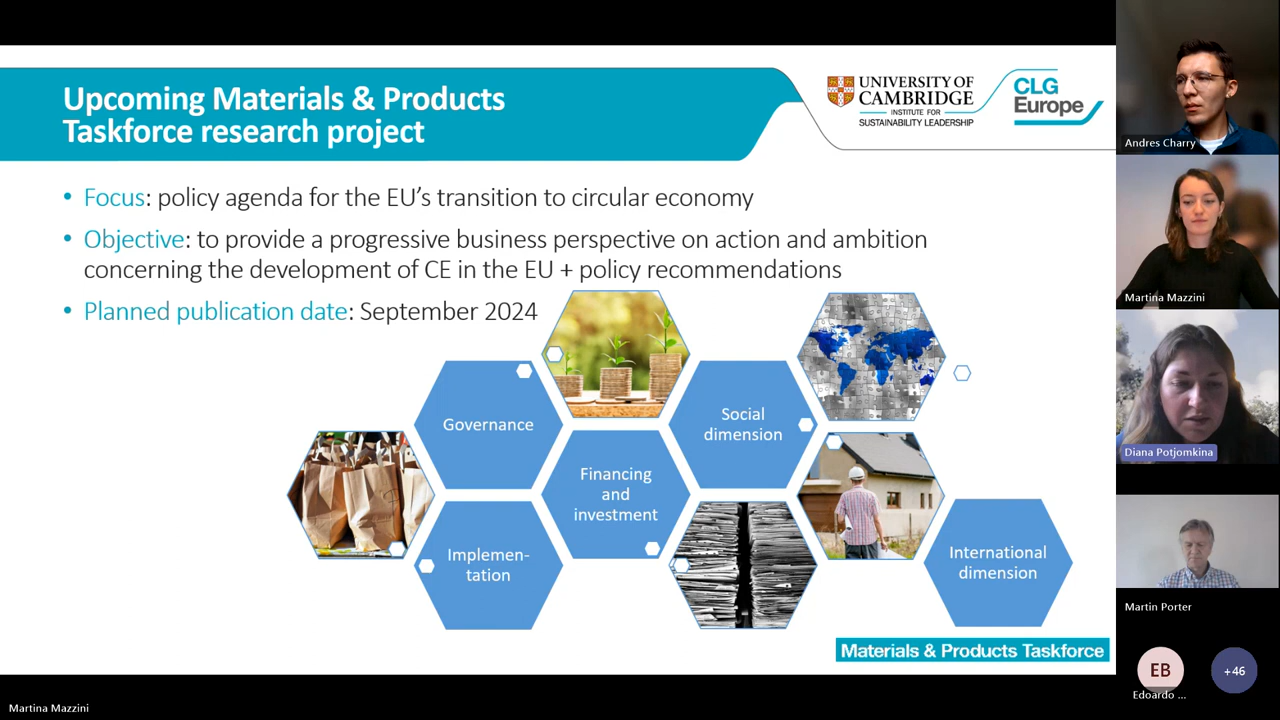 Upcoming Materials & Products
Taskforce research project
UNIVERSITY OF
CAMBRIDGE
INSTITUTE FOR
SUSTAINABILITY LEADERSHIP
CLG
Europe
• Focus: policy agenda for the EU’s transition to circular economy
• Objective: to provide a progressive business perspective on action and ambition
concerning the development of CE in the EU + policy recommendations
• Planned publication date: September 2024
Governance
Financing
and
investment
Social
dimension
Implemen-
tation
International
dimension
Materials & Products Taskforce
Andres Charry
Martina Mazzini
Diana Potjomkina
Martin Porter
EB
Edoardo ...
+46
Martina Mazzini